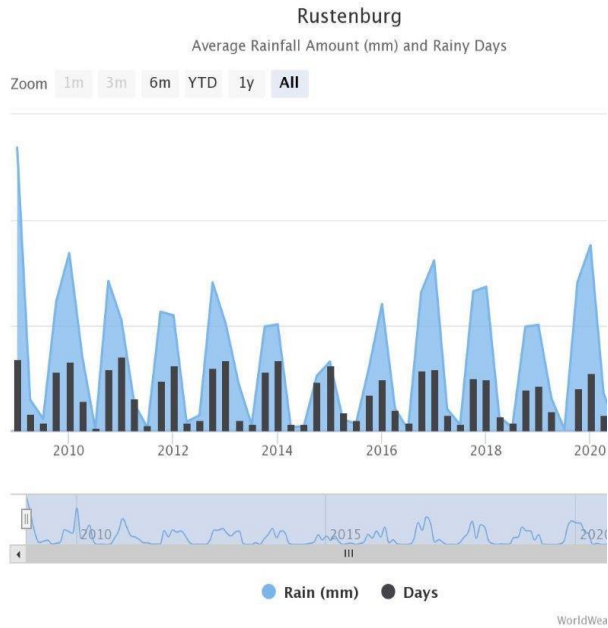 Rustenburg
Average Rainfall Amount (mm) and Rainy Days
Zoom 1m 3m 6m YTD 1y All
2010 2012 2014 2016 2018 2020
2010 2015 2020
Rain (mm) Days
WorldWea